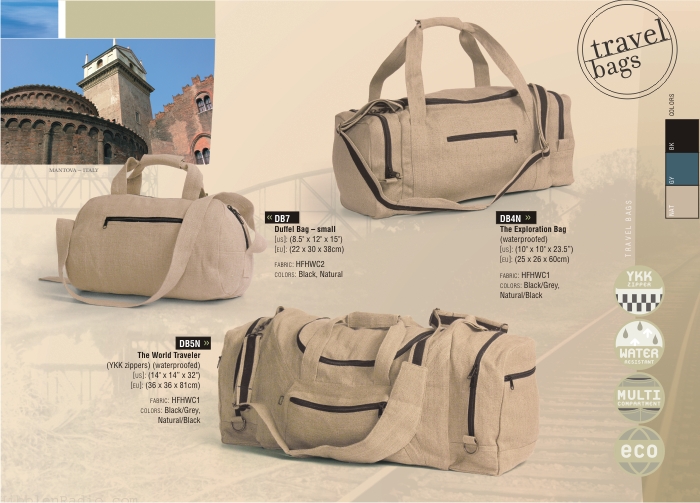 travel
bags
COLORS
BK
GY
NAT
TRAVEL BAGS
MANTOVA – ITALY
« DB7
Duffel Bag – small
[US]: (8.5" x 12" x 15")
[EU]: (22 x 30 x 38cm)
FABRIC: HFHWC2
COLORS: Black, Natural
DB4N »
The Exploration Bag
(waterproofed)
[US]: (10" x 10" x 23.5")
[EU]: (25 x 26 x 60cm)
FABRIC: HFHWC1
COLORS: Black/Grey,
Natural/Black
DB5N »
The World Traveler
(YKK zippers) (waterproofed)
[US]: (14" x 14" x 32")
[EU]: (36 x 36 x 81cm)
FABRIC: HFHWC1
COLORS: Black/Grey,
Natural/Black
YKK
ZIPPER
WATER
RESISTANT
MULTI
COMPARTMENT
eco